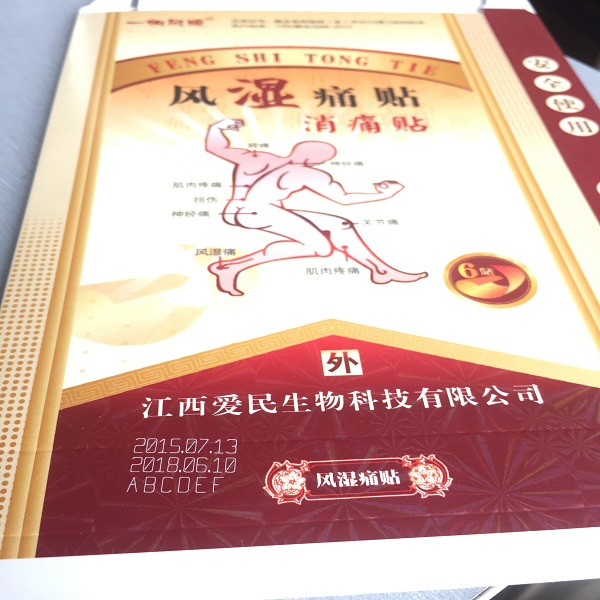 FENG SHI TONG TIE
风湿痛贴
消痛贴
肩痛
神经痛
肌肉疼痛
扭伤
神经痛
关节痛
风湿痛
肌肉疼痛
6贴
安全使用
外
江西爱民生物科技有限公司
2015.07.13
2018.06.10
ABCDEF
风湿痛贴